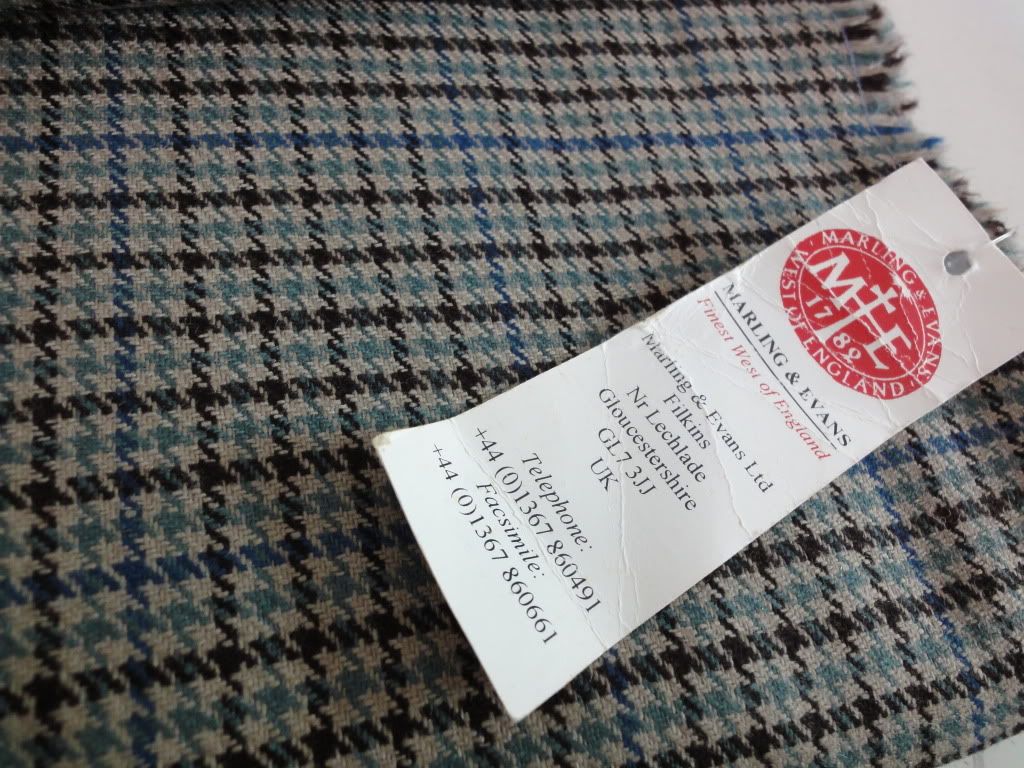 MARLING & EVANS
WEST OF ENGLAND
M E
17 82
MARLING & EVANS
Finest West of England
Marling & Evans Ltd
Filkins
Nr Lechlade
Gloucestershire
GL7 3JJ
UK
Telephone:
+44 (0)1367 860491
Facsimile:
+44 (0)1367 860661